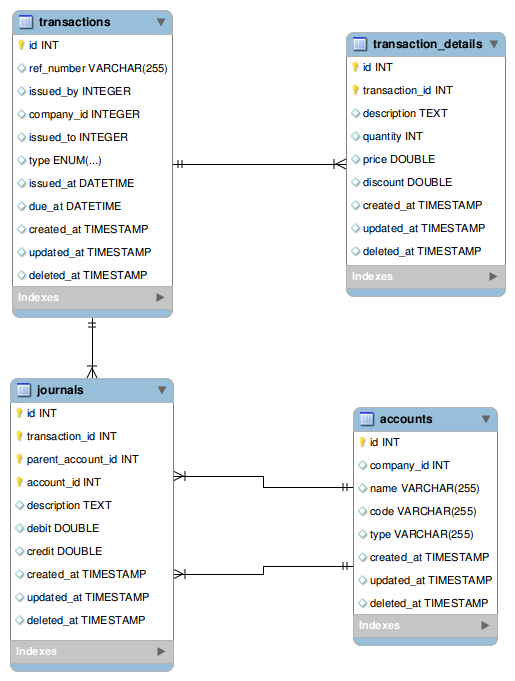 transactions
id INT
ref_number VARCHAR(255)
issued_by INTEGER
company_id INTEGER
issued_to INTEGER
type ENUM(...)
issued_at DATETIME
due_at DATETIME
created_at TIMESTAMP
updated_at TIMESTAMP
deleted_at TIMESTAMP
Indexes
transaction_details
id INT
transaction_id INT
description TEXT
quantity INT
price DOUBLE
discount DOUBLE
created_at TIMESTAMP
updated_at TIMESTAMP
deleted_at TIMESTAMP
Indexes
journals
id INT
transaction_id INT
parent_account_id INT
account_id INT
description TEXT
debit DOUBLE
credit DOUBLE
created_at TIMESTAMP
updated_at TIMESTAMP
deleted_at TIMESTAMP
Indexes
accounts
id INT
company_id INT
name VARCHAR(255)
code VARCHAR(255)
type VARCHAR(255)
created_at TIMESTAMP
updated_at TIMESTAMP
deleted_at TIMESTAMP
Indexes